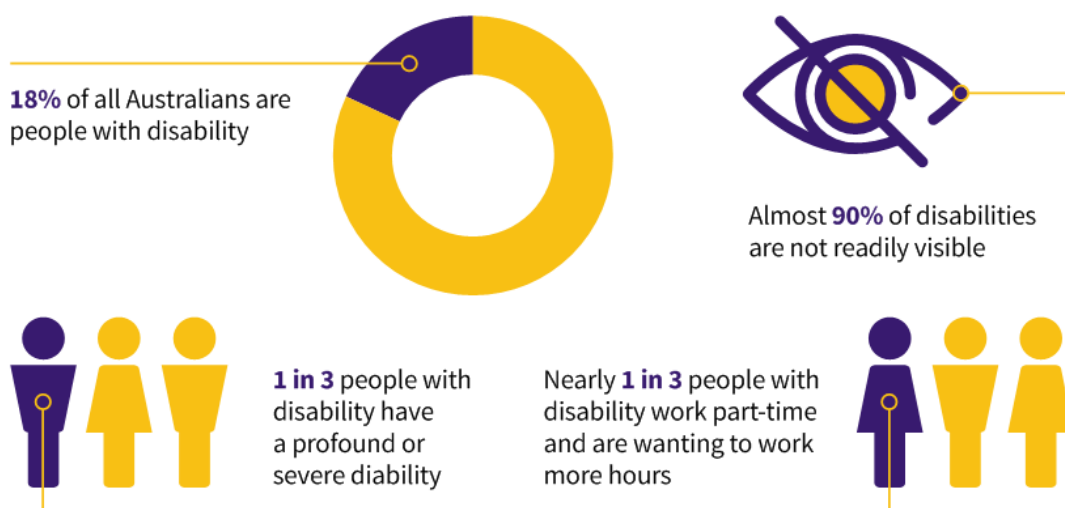 18% of all Australians are
people with disability
Almost 90% of disabilities
are not readily visible
1 in 3 people with
disability have
a profound or
severe diability
Nearly 1 in 3 people with
disability work part-time
and are wanting to work
more hours